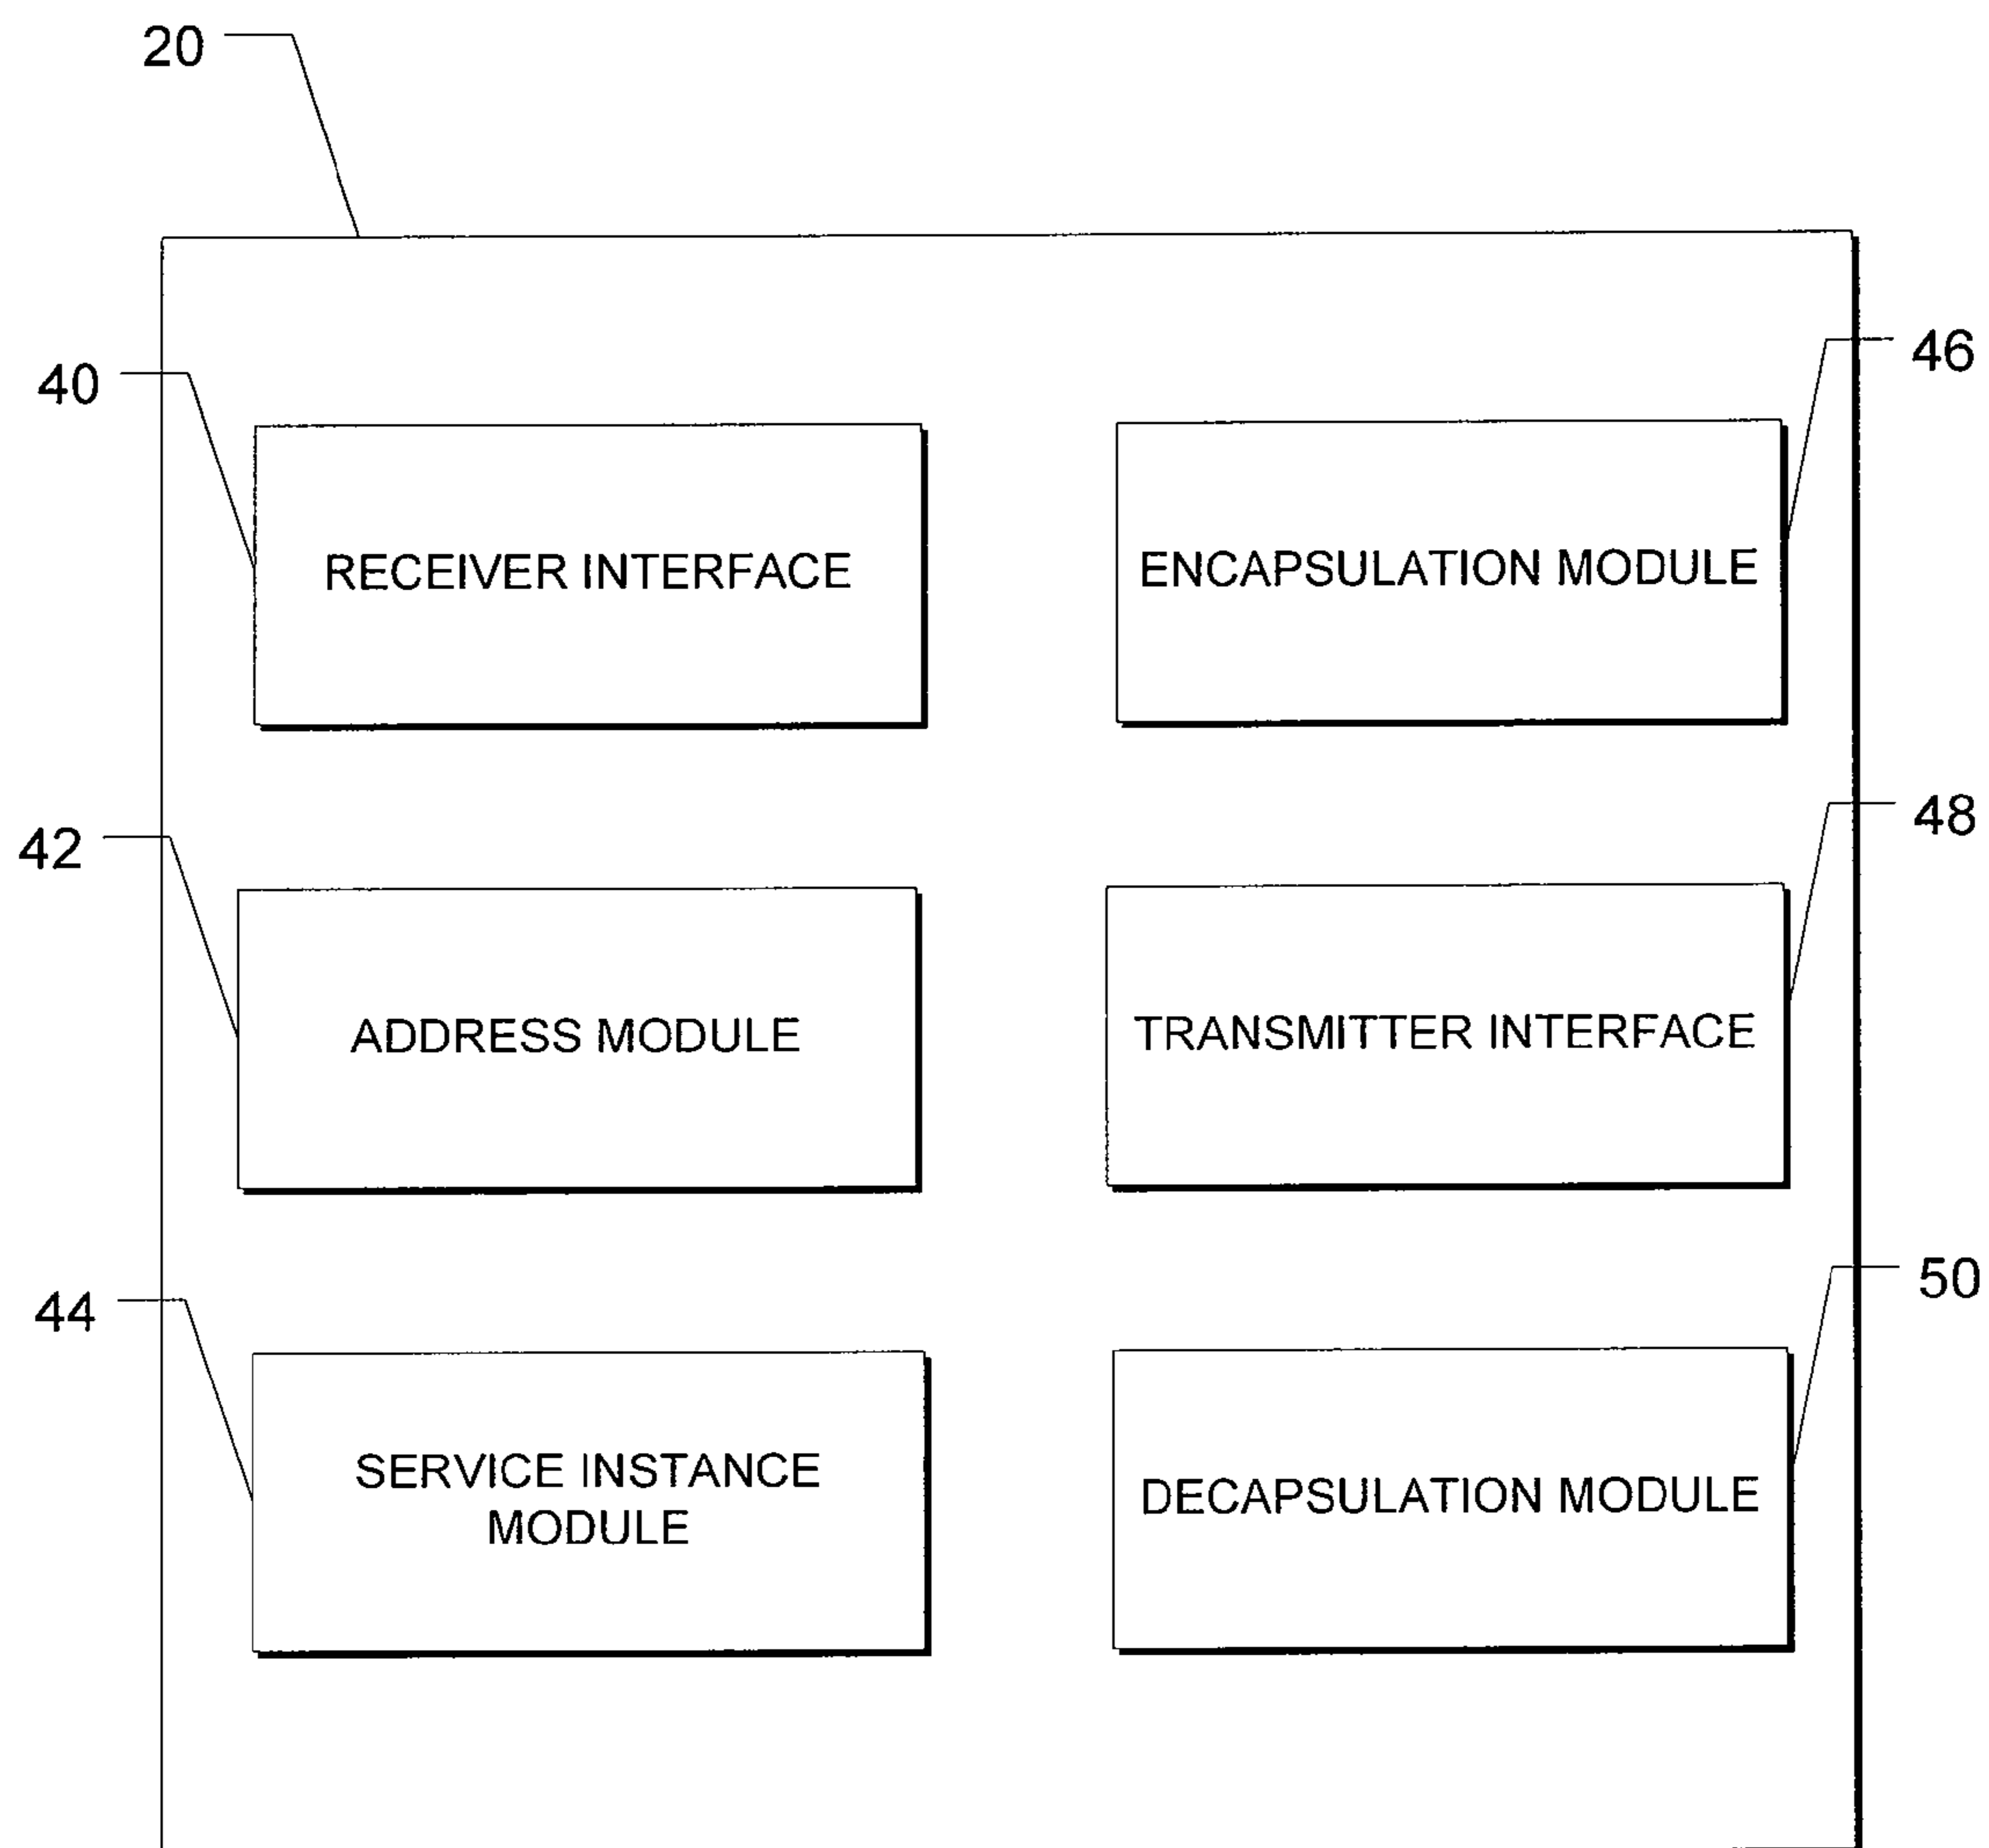 20
40
RECEIVER INTERFACE
46
ENCAPSULATION MODULE
42
ADDRESS MODULE
48
TRANSMITTER INTERFACE
44
SERVICE INSTANCE
MODULE
50
DECAPSULATION MODULE